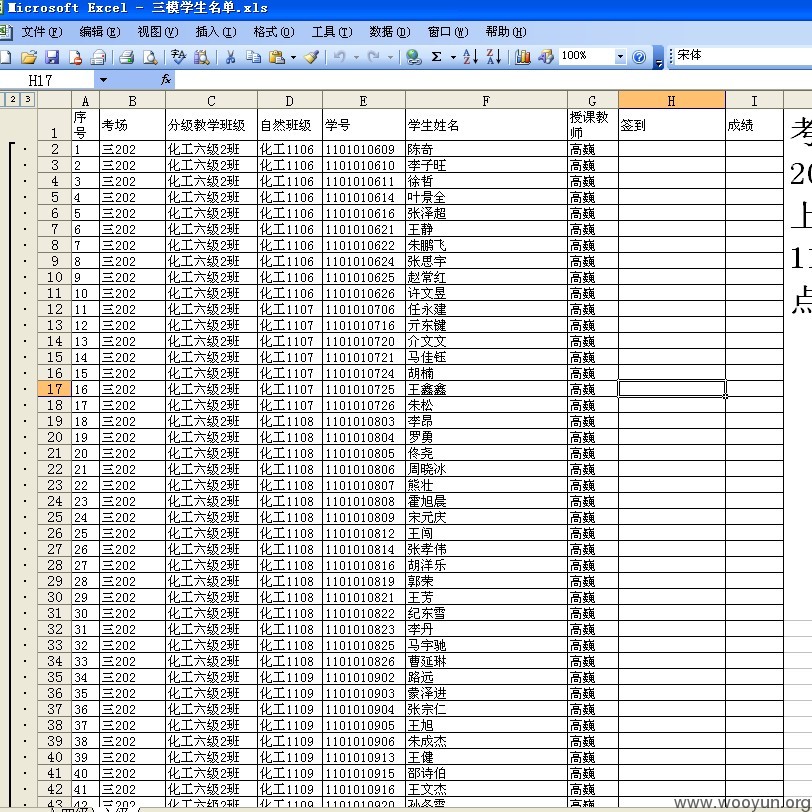 Microsoft Excel - 三模学生名单.xls
文件(F) 编辑(E) 视图(V) 插入(I) 格式(O) 工具(T) 数据(D) 窗口(W) 帮助(H)
Σ 100% 宋体
H17 fx
2 3 A B C D E F G H I
1 序号 考场 分级教学班级 自然班级 学号 学生姓名 授课教师 签到 成绩
2 1 三202 化工六级2班 化工1106 1101010609 陈奇 高巍
3 2 三202 化工六级2班 化工1106 1101010610 李子旺 高巍
4 3 三202 化工六级2班 化工1106 1101010611 徐哲 高巍
5 4 三202 化工六级2班 化工1106 1101010614 叶景全 高巍
6 5 三202 化工六级2班 化工1106 1101010616 张泽超 高巍
7 6 三202 化工六级2班 化工1106 1101010621 王静 高巍
8 7 三202 化工六级2班 化工1106 1101010622 朱鹏飞 高巍
9 8 三202 化工六级2班 化工1106 1101010624 张思宇 高巍
10 9 三202 化工六级2班 化工1106 1101010625 赵常红 高巍
11 10 三202 化工六级2班 化工1106 1101010626 许文昱 高巍
12 11 三202 化工六级2班 化工1107 1101010706 任永建 高巍
13 12 三202 化工六级2班 化工1107 1101010716 亓东键 高巍
14 13 三202 化工六级2班 化工1107 1101010720 介文文 高巍
15 14 三202 化工六级2班 化工1107 1101010721 马佳钰 高巍
16 15 三202 化工六级2班 化工1107 1101010724 胡楠 高巍
17 16 三202 化工六级2班 化工1107 1101010725 王鑫鑫 高巍
18 17 三202 化工六级2班 化工1107 1101010726 朱松 高巍
19 18 三202 化工六级2班 化工1108 1101010803 李昂 高巍
20 19 三202 化工六级2班 化工1108 1101010804 罗勇 高巍
21 20 三202 化工六级2班 化工1108 1101010805 佟尧 高巍
22 21 三202 化工六级2班 化工1108 1101010806 周晓冰 高巍
23 22 三202 化工六级2班 化工1108 1101010807 熊壮 高巍
24 23 三202 化工六级2班 化工1108 1101010808 霍旭晨 高巍
25 24 三202 化工六级2班 化工1108 1101010809 宋元庆 高巍
26 25 三202 化工六级2班 化工1108 1101010812 王闯 高巍
27 26 三202 化工六级2班 化工1108 1101010814 张孝伟 高巍
28 27 三202 化工六级2班 化工1108 1101010816 胡洋乐 高巍
29 28 三202 化工六级2班 化工1108 1101010819 郭荣 高巍
30 29 三202 化工六级2班 化工1108 1101010821 王芳 高巍
31 30 三202 化工六级2班 化工1108 1101010822 纪东雪 高巍
32 31 三202 化工六级2班 化工1108 1101010823 李丹 高巍
33 32 三202 化工六级2班 化工1108 1101010825 马宇驰 高巍
34 33 三202 化工六级2班 化工1108 1101010826 曹延琳 高巍
35 34 三202 化工六级2班 化工1109 1101010902 路远 高巍
36 35 三202 化工六级2班 化工1109 1101010903 蒙泽进 高巍
37 36 三202 化工六级2班 化工1109 1101010904 张宗仁 高巍
38 37 三202 化工六级2班 化工1109 1101010905 王旭 高巍
39 38 三202 化工六级2班 化工1109 1101010906 朱成杰 高巍
40 39 三202 化工六级2班 化工1109 1101010913 王健 高巍
41 40 三202 化工六级2班 化工1109 1101010915 邵诗伯 高巍
42 41 三202 化工六级2班 化工1109 1101010916 王文杰 高巍
43 42 三202 化工六级2班 化工1109 1101010920 孙冬雪 高巍
考
20
上
11
点
www.wooyun.org